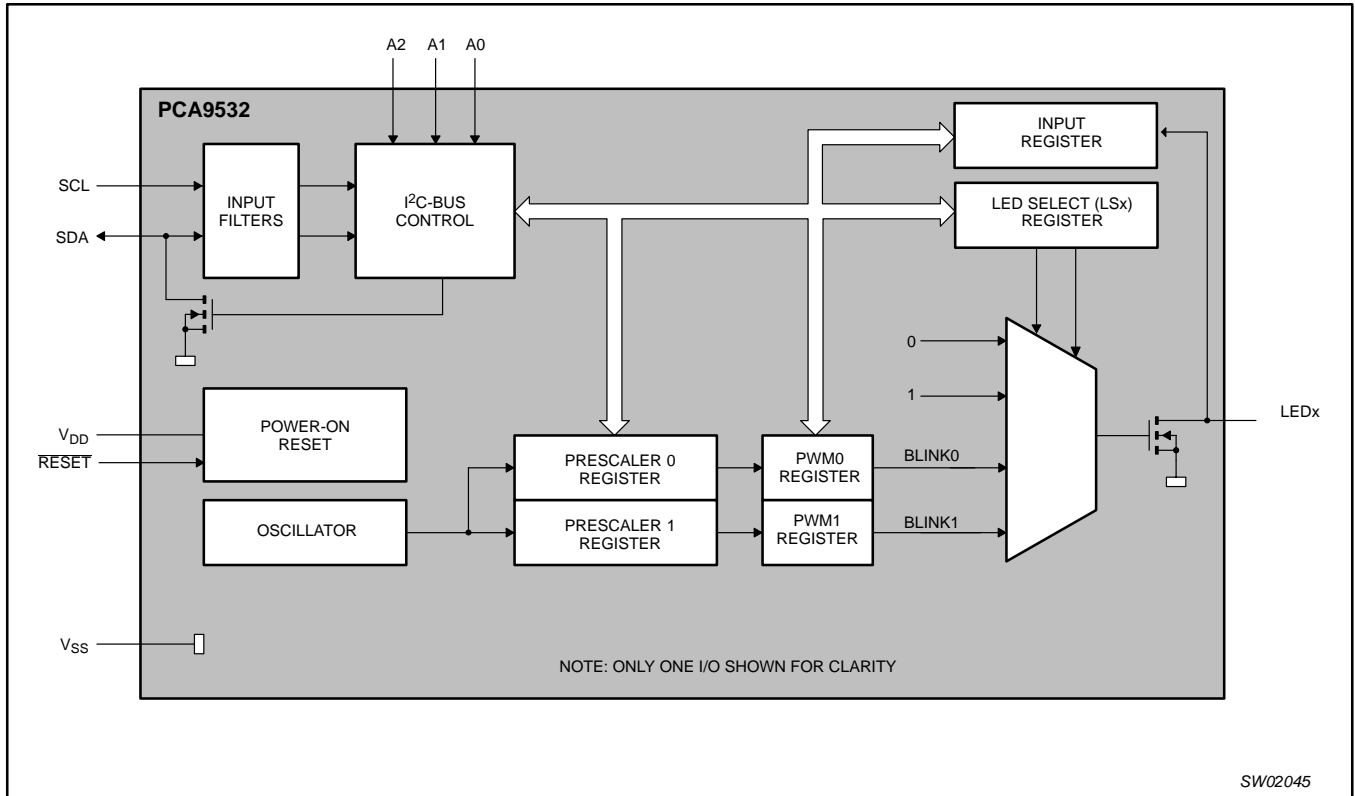 A2 A1 A0
PCA9532
SCL
SDA
INPUT
FILTERS
I²C-BUS
CONTROL
INPUT
REGISTER
LED SELECT (LSx)
REGISTER
0
1
LEDx
V_DD
RESET
POWER-ON
RESET
OSCILLATOR
PRESCALER 0
REGISTER
PRESCALER 1
REGISTER
PWM0
REGISTER
PWM1
REGISTER
BLINK0
BLINK1
V_SS
NOTE: ONLY ONE I/O SHOWN FOR CLARITY
SW02045